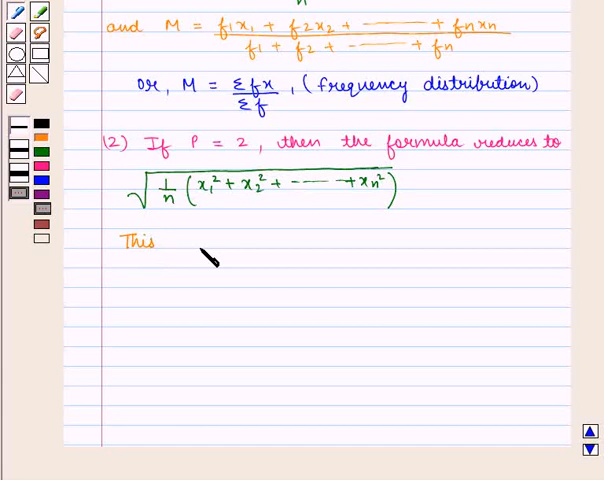 n
and M = f1x1 + f2x2 + ------- + fnxn / f1 + f2 + ------- + fn
or, M = Σfx / Σf , (frequency distribution)
(2) If P = 2, then the formula reduces to
√(1/n (x1² + x2² + ------- + xn²))
This